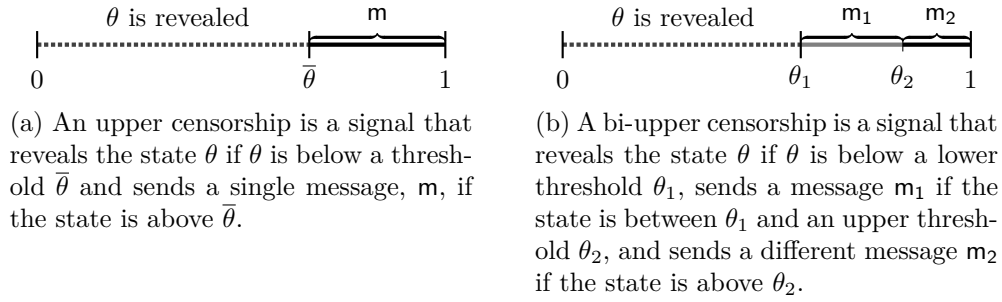 θ is revealed
m
0
θ̅
1
(a) An upper censorship is a signal that
reveals the state θ if θ is below a thresh-
old θ̅ and sends a single message, m, if
the state is above θ̅.
θ is revealed
m₁
m₂
0
θ₁
θ₂
1
(b) A bi-upper censorship is a signal that
reveals the state θ if θ is below a lower
threshold θ₁, sends a message m₁ if the
state is between θ₁ and an upper thresh-
old θ₂, and sends a different message m₂
if the state is above θ₂.